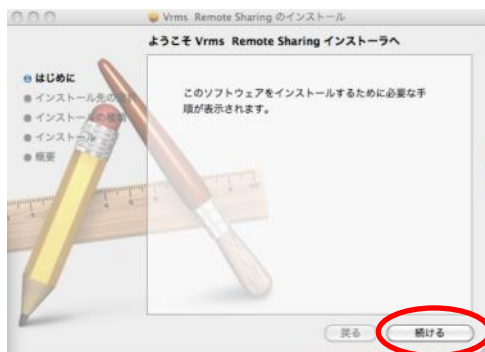 Vrms Remote Sharing のインストール
ようこそ Vrms Remote Sharing インストーラへ
はじめに
インストール先の
インストールの種類
インストール
概要
このソフトウェアをインストールするために必要な手
順が表示されます。
戻る
続ける